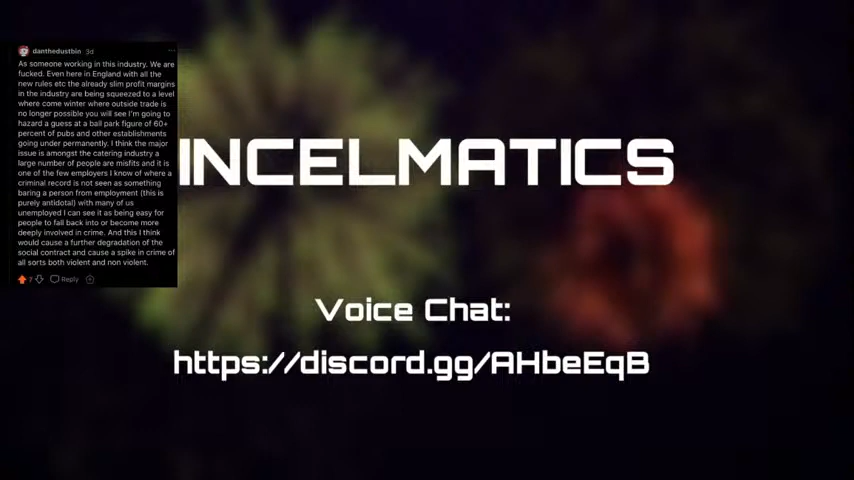 danthedustbin 3d
As someone working in this industry. We are
fucked. Even here in England with all the
new rules etc the already slim profit margins
in the industry are being squeezed to a level
where come winter where outside trade is
no longer possible you will see I'm going to
hazard a guess at a ball park figure of 60+
percent of pubs and other establishments
going under permanently. I think the major
issue is amongst the catering industry a
large number of people are misfits and it is
one of the few employers I know of where a
criminal record is not seen as something
baring a person from employment (this is
purely antidotal) with many of us
unemployed I can see it as being easy for
people to fall back into or become more
deeply involved in crime. And this I think
would cause a further degradation of the
social contract and cause a spike in crime of
all sorts both violent and non violent.
7 Reply
INCELMATICS
Voice Chat:
https://discord.gg/AHbeEqB